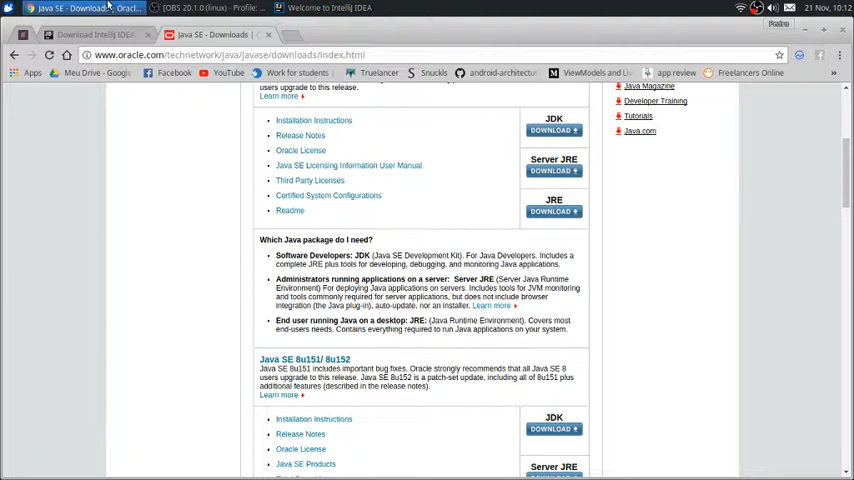 Java SE - Downloads | Oracl...
[OBS 20.1.0 (linux) - Profile: ...
Welcome to IntelliJ IDEA
21 Nov, 10:12
Download IntelliJ IDEA
Java SE - Downloads |
Pedro
www.oracle.com/technetwork/java/javase/downloads/index.html
Apps
Meu Drive - Google
Facebook
YouTube
Work for students |
Truelancer
Snuckls
android-architectur
ViewModels and Liv
app review
Freelancers Online
users upgrade to this release.
Learn more
Java Magazine
Developer Training
Tutorials
Java.com
Installation Instructions
Release Notes
Oracle License
Java SE Licensing Information User Manual
Third Party Licenses
Certified System Configurations
Readme
JDK
DOWNLOAD
Server JRE
DOWNLOAD
JRE
DOWNLOAD
Which Java package do I need?
Software Developers: JDK (Java SE Development Kit). For Java Developers. Includes a
complete JRE plus tools for developing, debugging, and monitoring Java applications.
Administrators running applications on a server: Server JRE (Server Java Runtime
Environment) For deploying Java applications on servers. Includes tools for JVM monitoring
and tools commonly required for server applications, but does not include browser
integration (the Java plug-in), auto-update, nor an installer. Learn more
End user running Java on a desktop: JRE: (Java Runtime Environment). Covers most
end-users needs. Contains everything required to run Java applications on your system.
Java SE 8u151/ 8u152
Java SE 8u151 includes important bug fixes. Oracle strongly recommends that all Java SE 8
users upgrade to this release. Java SE 8u152 is a patch-set update, including all of 8u151 plus
additional features (described in the release notes).
Learn more
Installation Instructions
Release Notes
Oracle License
Java SE Products
JDK
DOWNLOAD
Server JRE